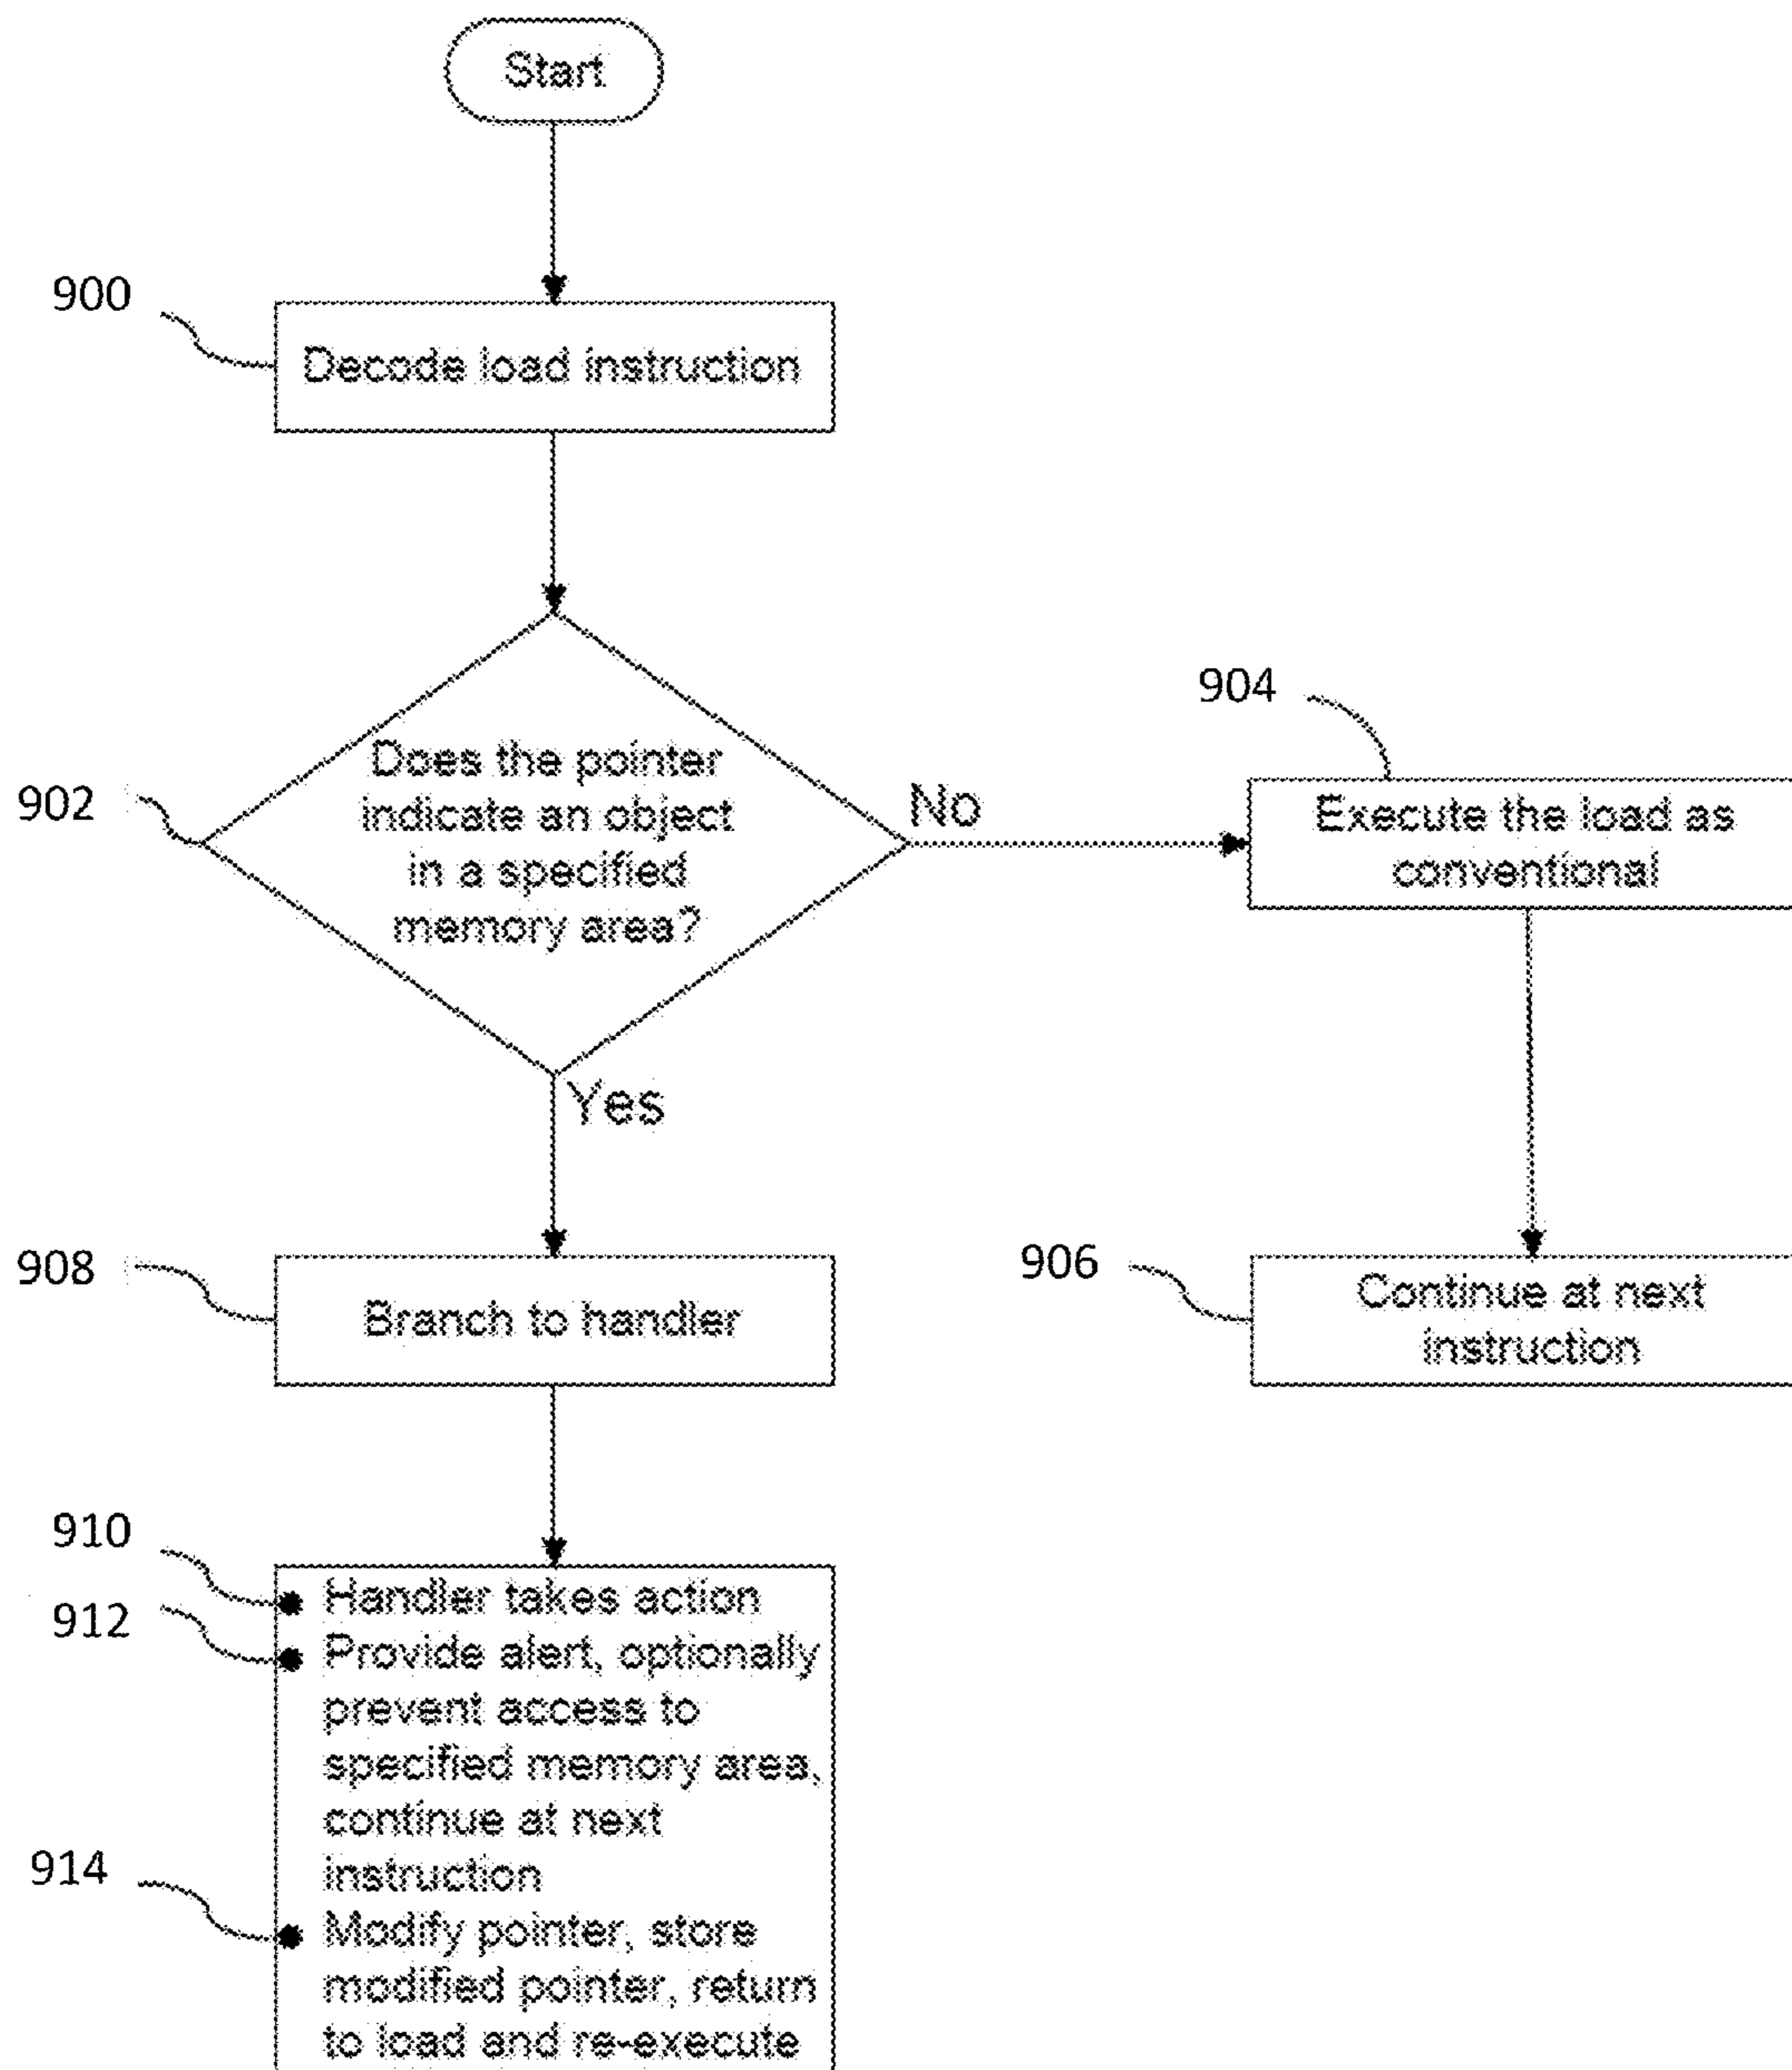 Start
900
Decode load instruction
902
Does the pointer
indicate an object
in a specified
memory area?
No
904
Execute the load as
conventional
Yes
908
Branch to handler
906
Continue at next
instruction
910
• Handler takes action
912
• Provide alert, optionally
prevent access to
specified memory area,
continue at next
instruction
914
• Modify pointer, store
modified pointer, return
to load and re-execute